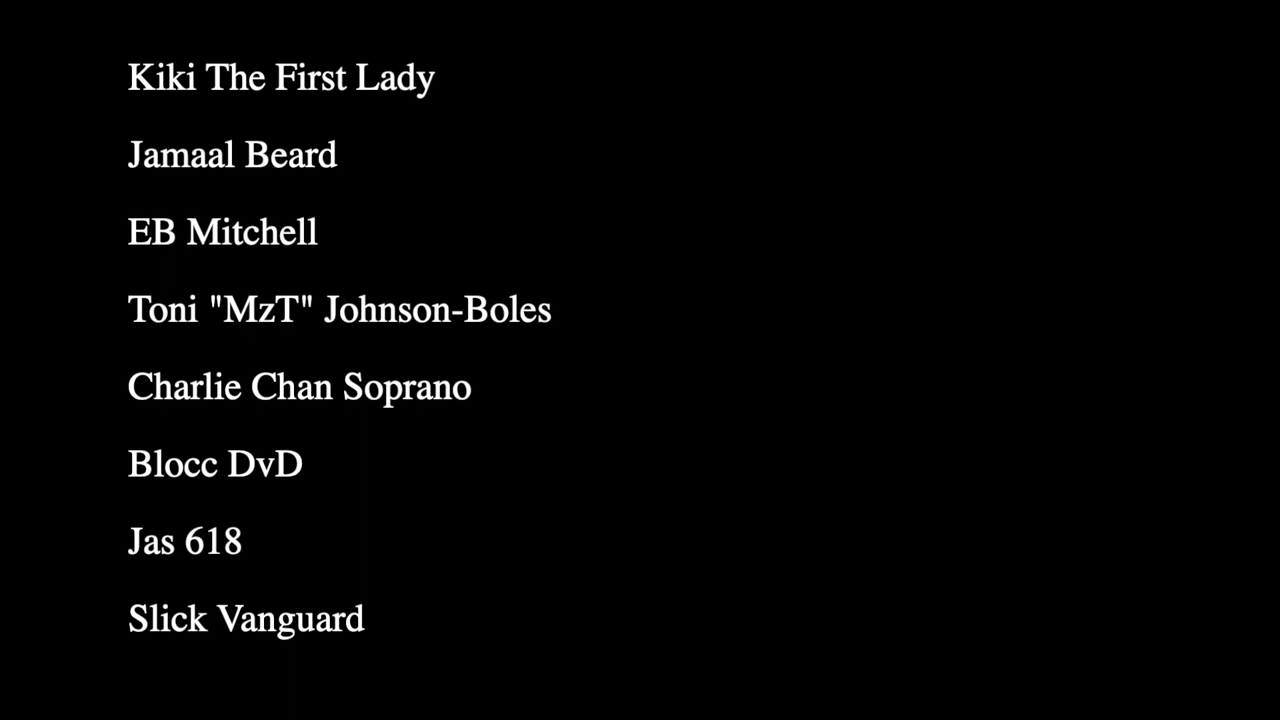 Kiki The First Lady
Jamaal Beard
EB Mitchell
Toni "MzT" Johnson-Boles
Charlie Chan Soprano
Blocc DvD
Jas 618
Slick Vanguard